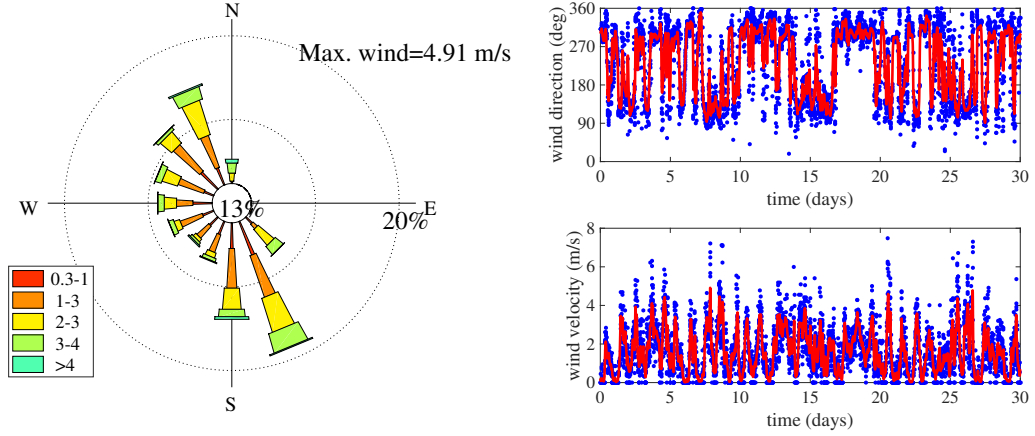 N
Max. wind=4.91 m/s
W
13%
20%
E
S
0.3-1
1-3
2-3
3-4
>4
wind direction (deg)
360
270
180
90
0
0 5 10 15 20 25 30
time (days)
wind velocity (m/s)
8
6
4
2
0
0 5 10 15 20 25 30
time (days)